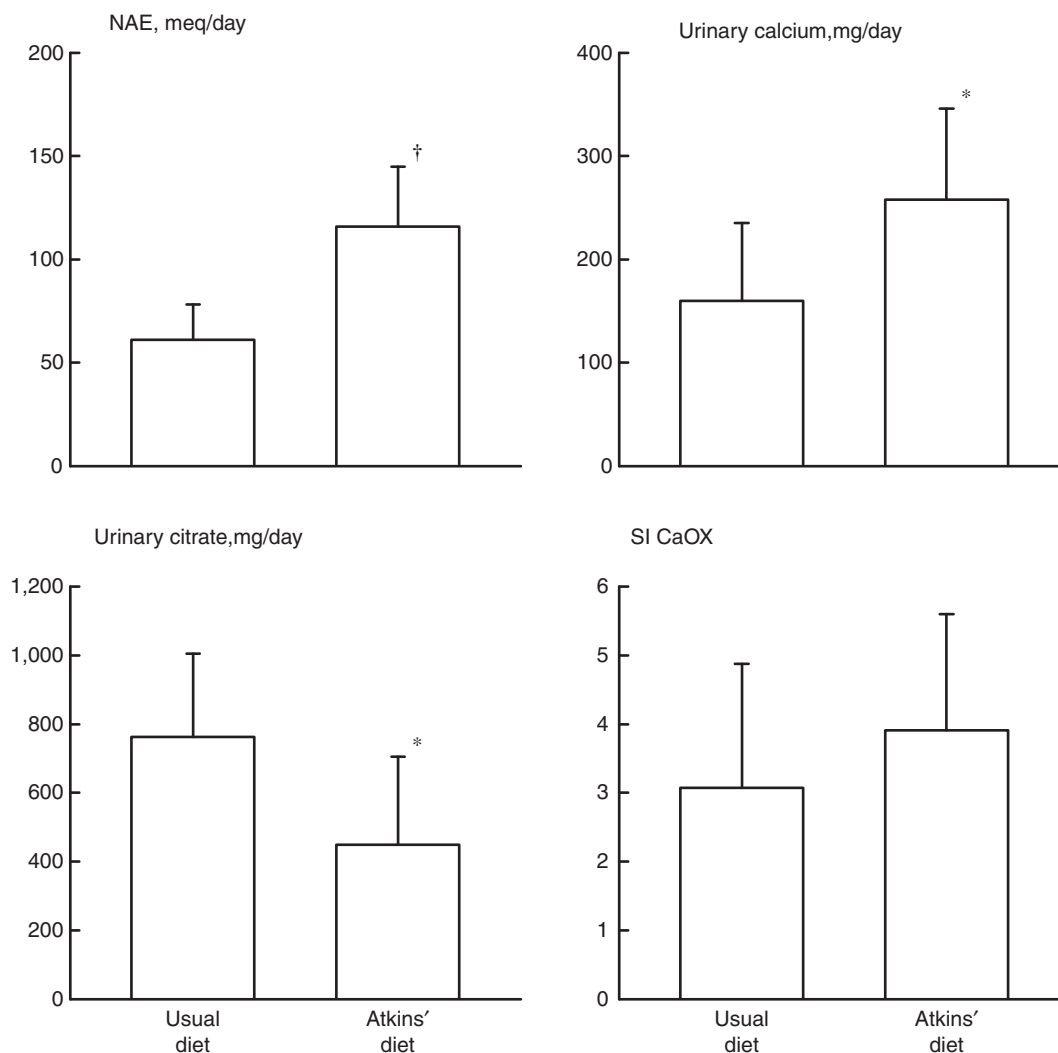 NAE, meq/day
200
150
100
50
0
†
Urinary calcium,mg/day
400
300
200
100
0
*
Urinary citrate,mg/day
1,200
1,000
800
600
400
200
0
*
Usual
diet
Atkins′
diet
SI CaOX
6
5
4
3
2
1
0
Usual
diet
Atkins′
diet